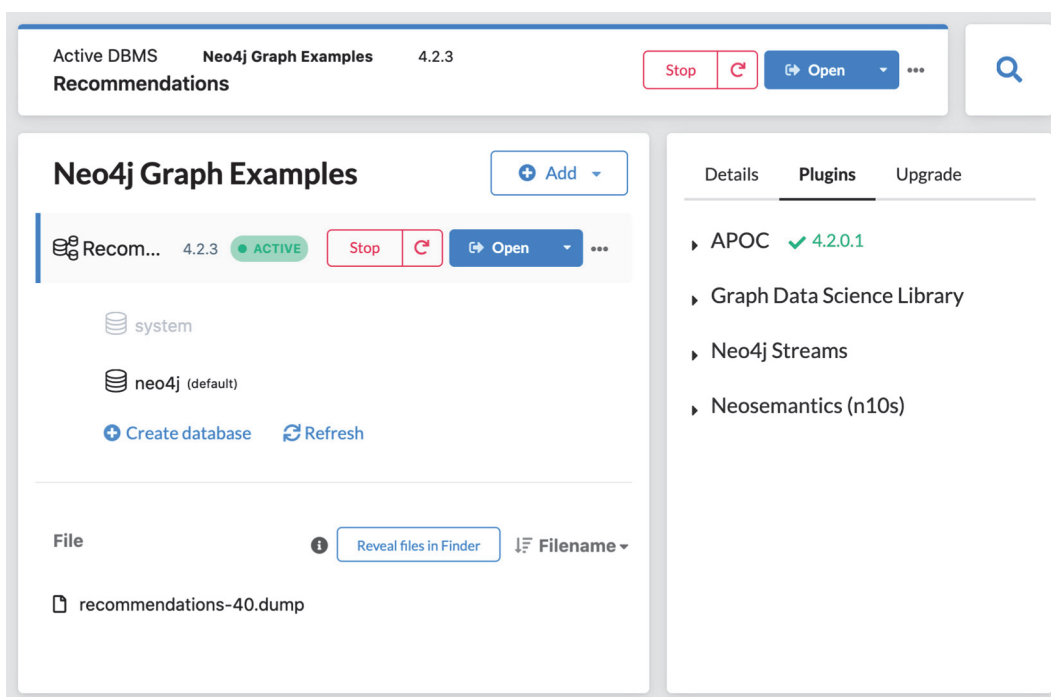 Active DBMS Neo4j Graph Examples 4.2.3
Recommendations
Stop
Open
Neo4j Graph Examples
Add
Recom... 4.2.3 ACTIVE Stop Open
system
neo4j (default)
Create database Refresh
File Reveal files in Finder Filename
recommendations-40.dump
Details Plugins Upgrade
APOC 4.2.0.1
Graph Data Science Library
Neo4j Streams
Neosemantics (n10s)